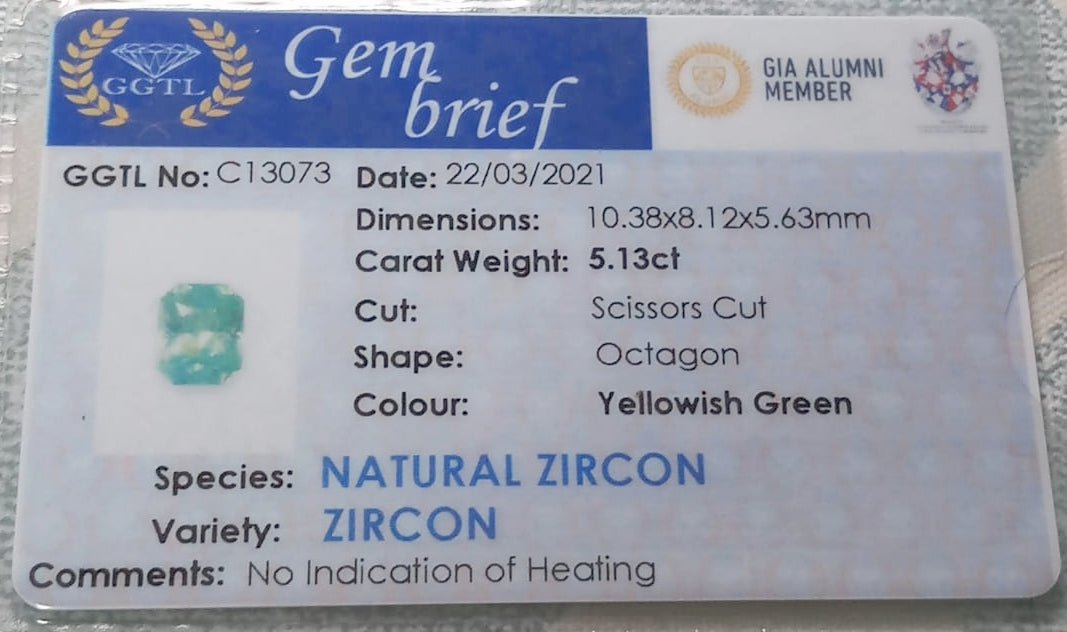 GGTL
Gem
brief
GIA ALUMNI
MEMBER
GGTL No: C13073 Date: 22/03/2021
Dimensions: 10.38x8.12x5.63mm
Carat Weight: 5.13ct
Cut: Scissors Cut
Shape: Octagon
Colour: Yellowish Green
Species: NATURAL ZIRCON
Variety: ZIRCON
Comments: No Indication of Heating